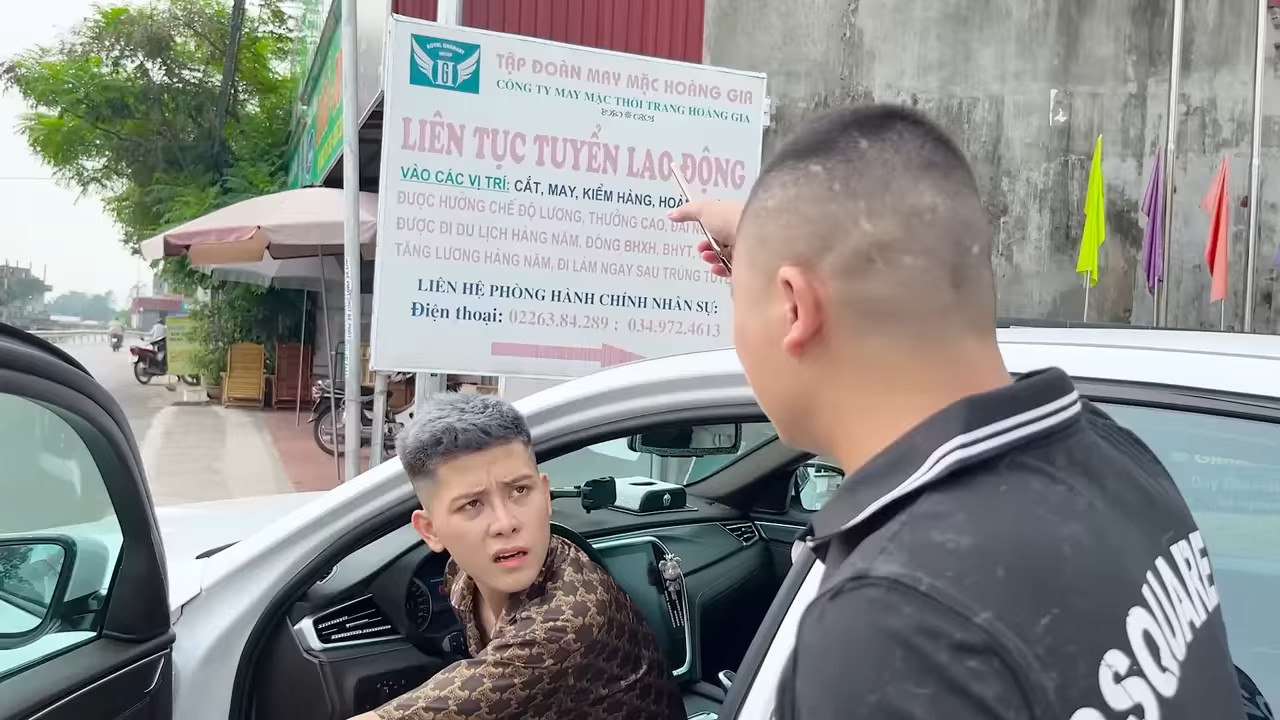 TẬP ĐOÀN MAY MẶC HOÀNG GIA
CÔNG TY MAY MẶC THỜI TRANG HOÀNG GIA
LIÊN TỤC TUYỂN LAO ĐỘNG
VÀO CÁC VỊ TRÍ: CẮT, MAY, KIỂM HÀNG,
ĐƯỢC HƯỞNG CHẾ ĐỘ LƯƠNG, THƯỞNG CAO,
ĐƯỢC ĐI DU LỊCH HÀNG NĂM, ĐÓNG BHXH, BHYT
TĂNG LƯƠNG HÀNG NĂM, ĐI LÀM NGAY SAU TRÚNG
LIÊN HỆ PHÒNG HÀNH CHÍNH NHÂN SỰ:
Điện thoại: 02263.84.289 ; 034.972.4613
SQUARE